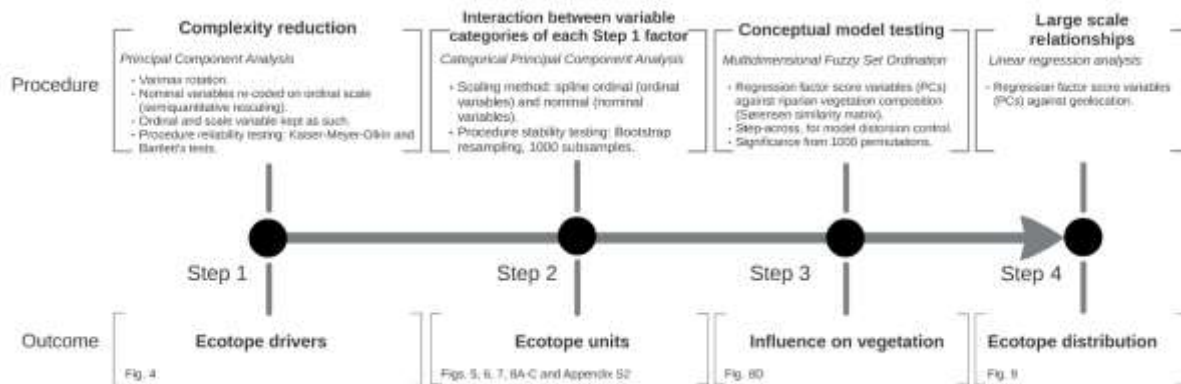 Procedure
Complexity reduction
Principal Component Analysis
- Varimax rotation.
- Nominal variables re-coded on ordinal scale
(semiquantitative rescaling).
- Ordinal and scale variable kept as such.
- Procedure reliability testing: Kaiser-Meyer-Olkin and
Bartlett's tests.
Interaction between variable
categories of each Step 1 factor
Categorical Principal Component Analysis
- Scaling method: spline ordinal (ordinal
variables) and nominal (nominal
variables).
- Procedure stability testing: Bootstrap
resampling, 1000 subsamples.
Conceptual model testing
Multidimensional Fuzzy Set Ordination
- Regression factor score variables (PCs)
against riparian vegetation composition
(Sørensen similarity matrix).
- Step-across, for model distorsion control.
- Significance from 1000 permutations.
Large scale
relationships
Linear regression analysis
- Regression factor score variables
(PCs) against geolocation.
Step 1
Step 2
Step 3
Step 4
Outcome
Ecotope drivers
Fig. 4
Ecotope units
Figs. 5, 6, 7, 8A-C and Appendix S2
Influence on vegetation
Fig. 8D
Ecotope distribution
Fig. 9